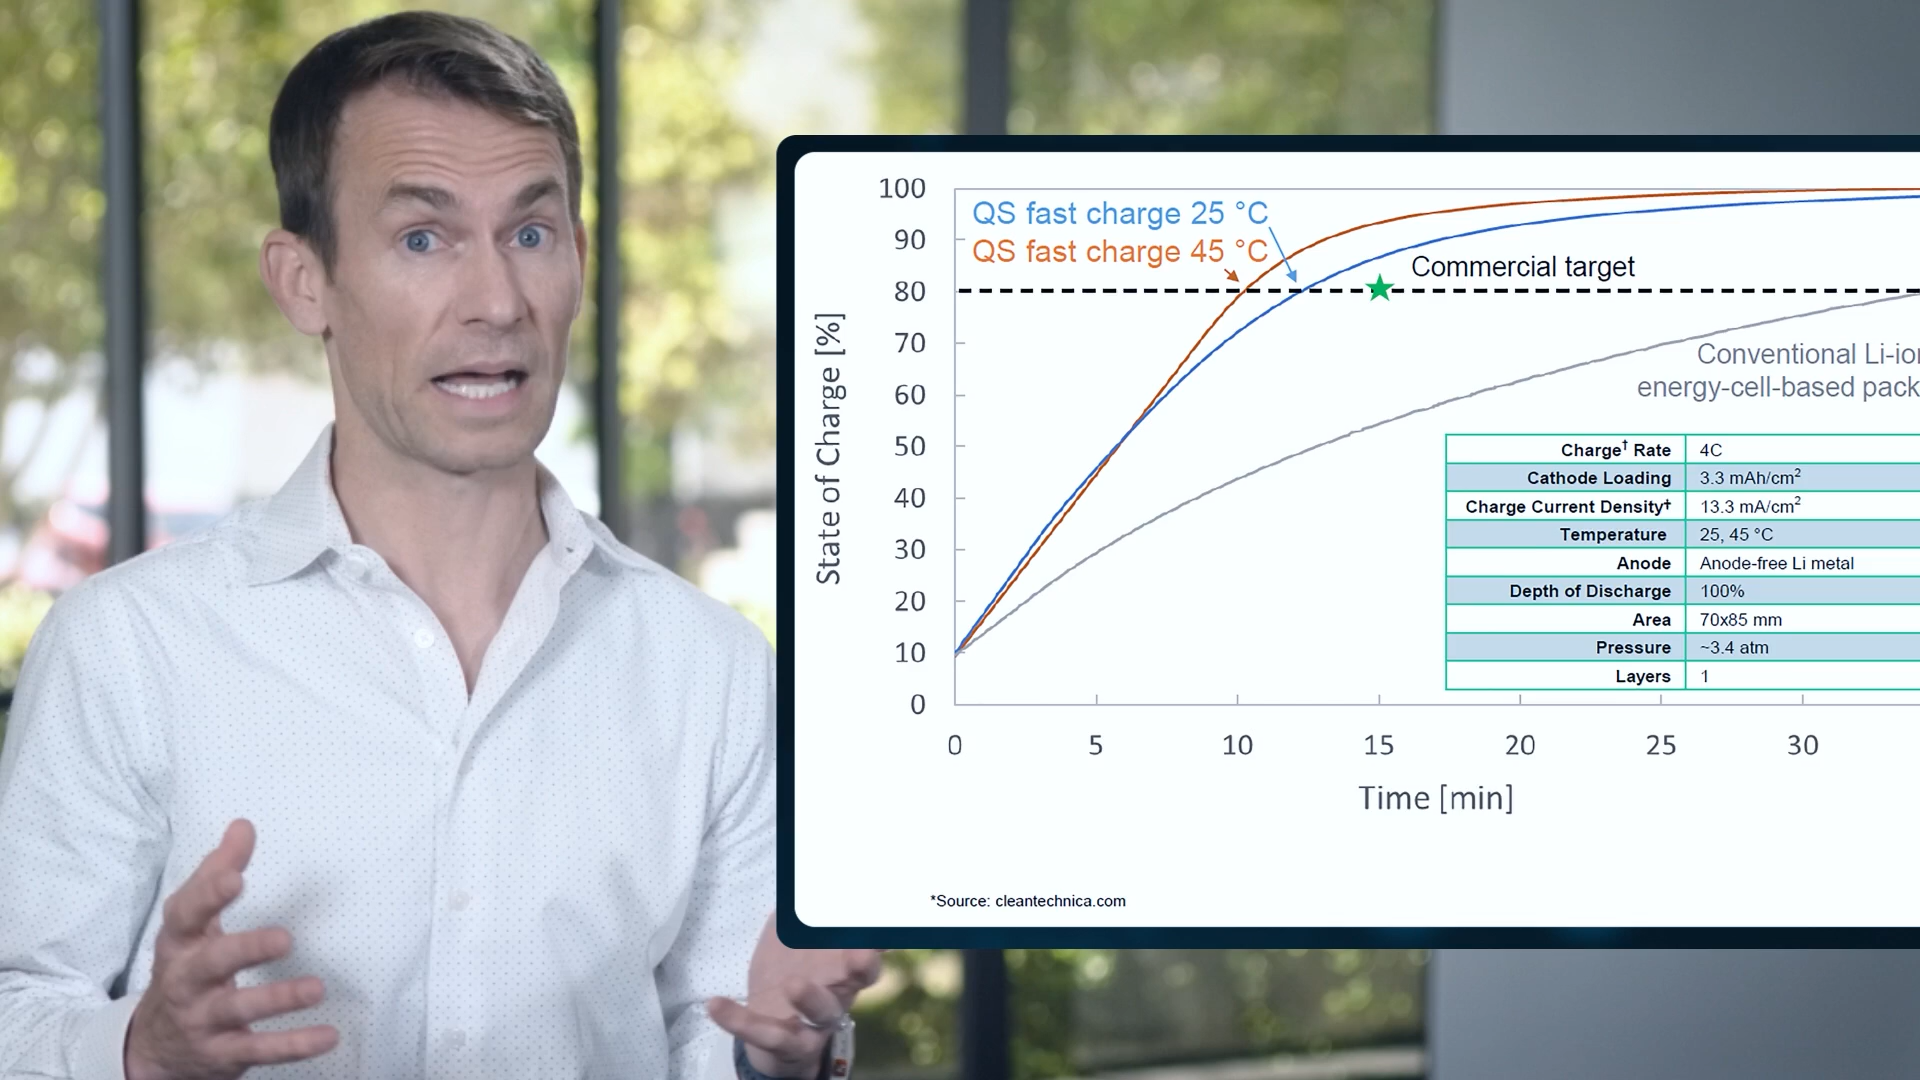 100
QS fast charge 25 °C
90
QS fast charge 45 °C
Commercial target
80
70
Conventional Li-ion
energy-cell-based pack
60
50
40
30
20
10
0
State of Charge [%]
Charge† Rate 4C
Cathode Loading 3.3 mAh/cm²
Charge Current Density† 13.3 mA/cm²
Temperature 25, 45 °C
Anode Anode-free Li metal
Depth of Discharge 100%
Area 70x85 mm
Pressure ~3.4 atm
Layers 1
0 5 10 15 20 25 30
Time [min]
*Source: cleantechnica.com